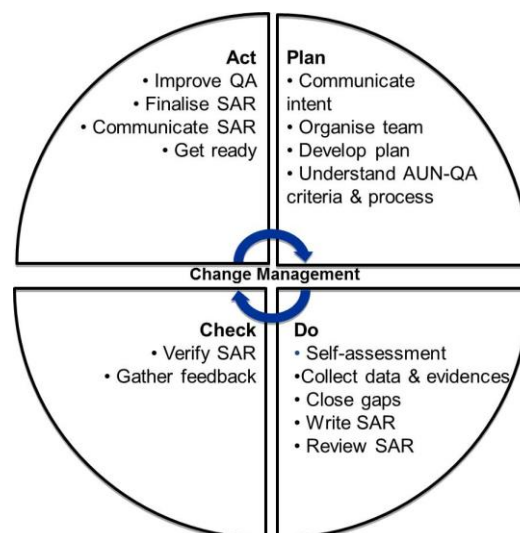 Act
• Improve QA
• Finalise SAR
• Communicate SAR
• Get ready
Plan
• Communicate
intent
• Organise team
• Develop plan
• Understand AUN-QA
criteria & process
Change Management
Check
• Verify SAR
• Gather feedback
Do
• Self-assessment
•Collect data & evidences
• Close gaps
• Write SAR
• Review SAR